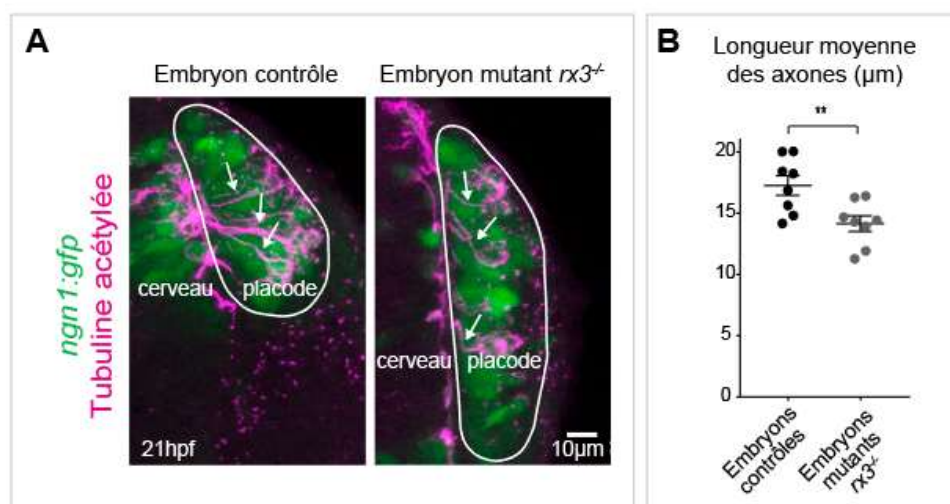 A
Embryon contrôle
Embryon mutant rx3-/-
ngn1:gfp
Tubuline acétylée
cerveau
placode
21hpf
cerveau
placode
10µm
B
Longueur moyenne
des axones (µm)
**
20
15
10
5
0
Embryons
contrôles
Embryons
mutants
rx3-/-